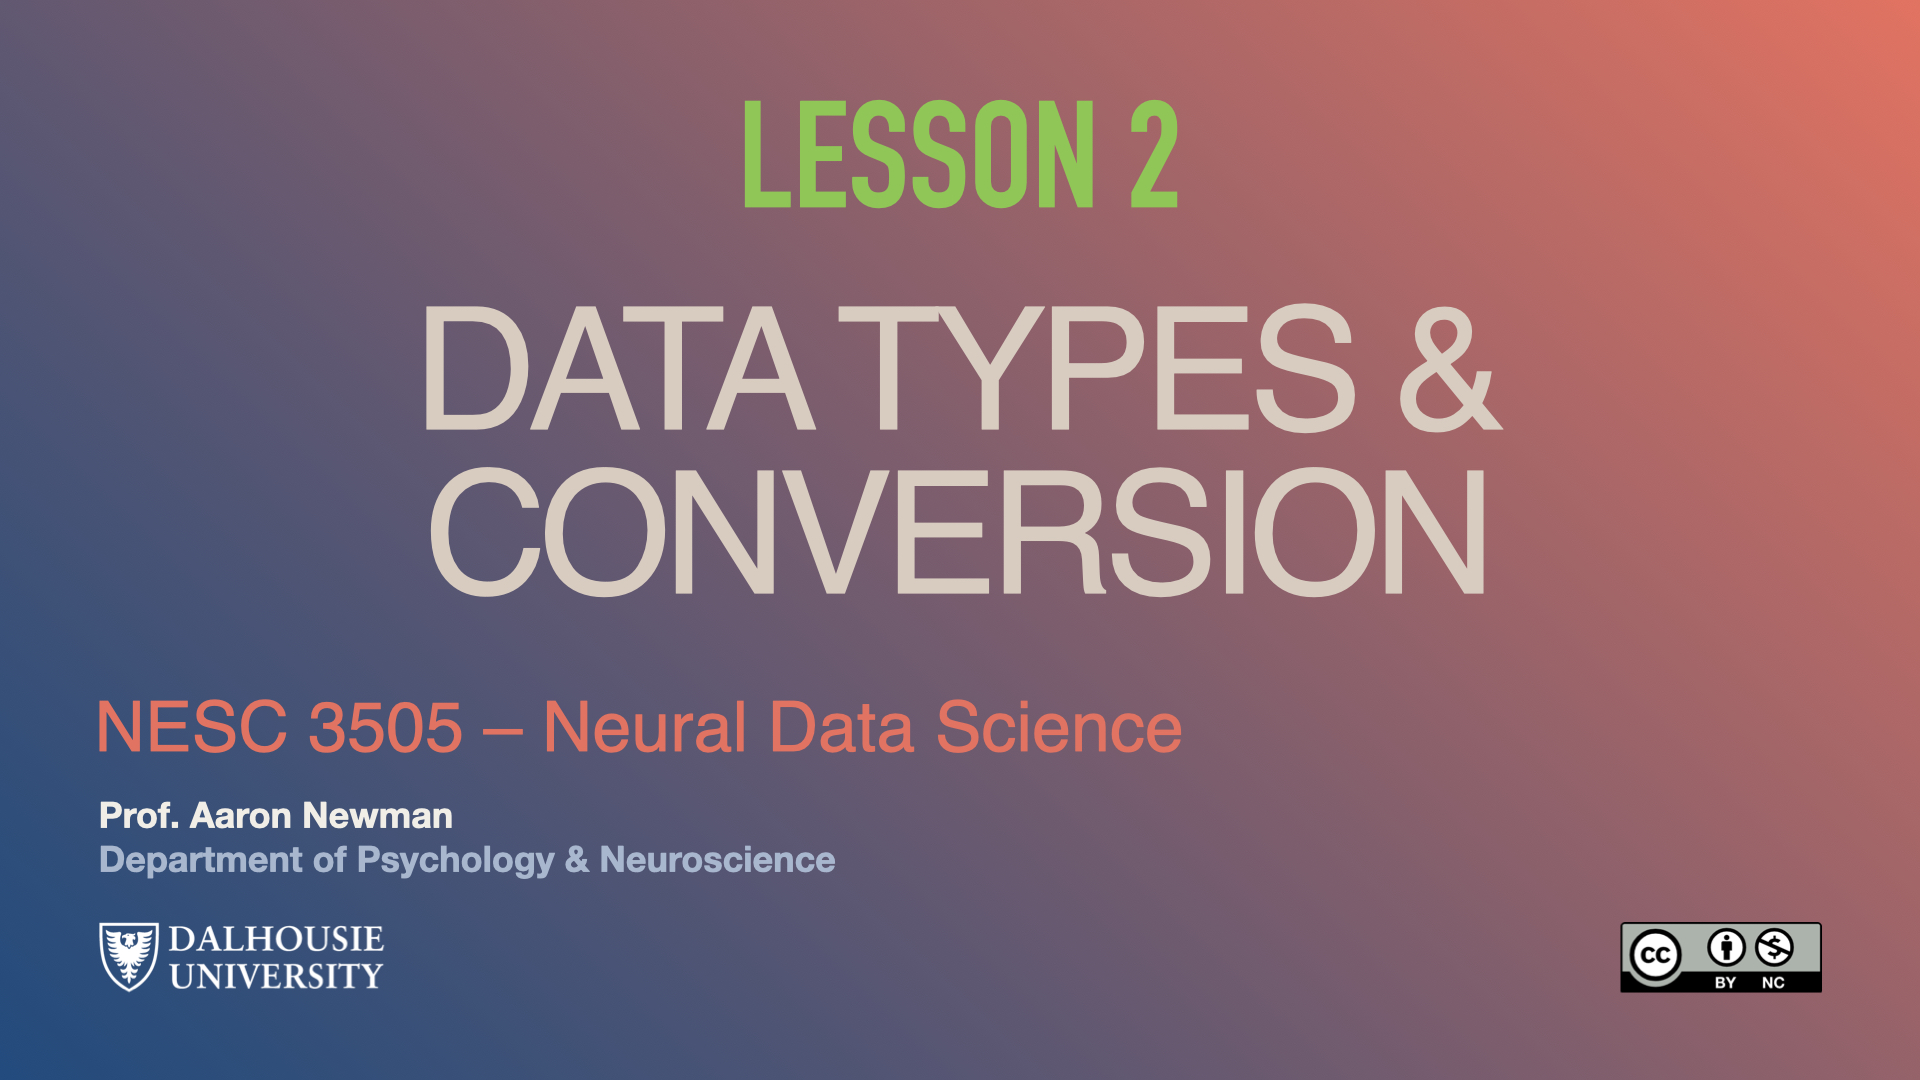 LESSON 2
DATA TYPES &
CONVERSION
NESC 3505 – Neural Data Science
Prof. Aaron Newman
Department of Psychology & Neuroscience
DALHOUSIE
UNIVERSITY
CC
BY NC